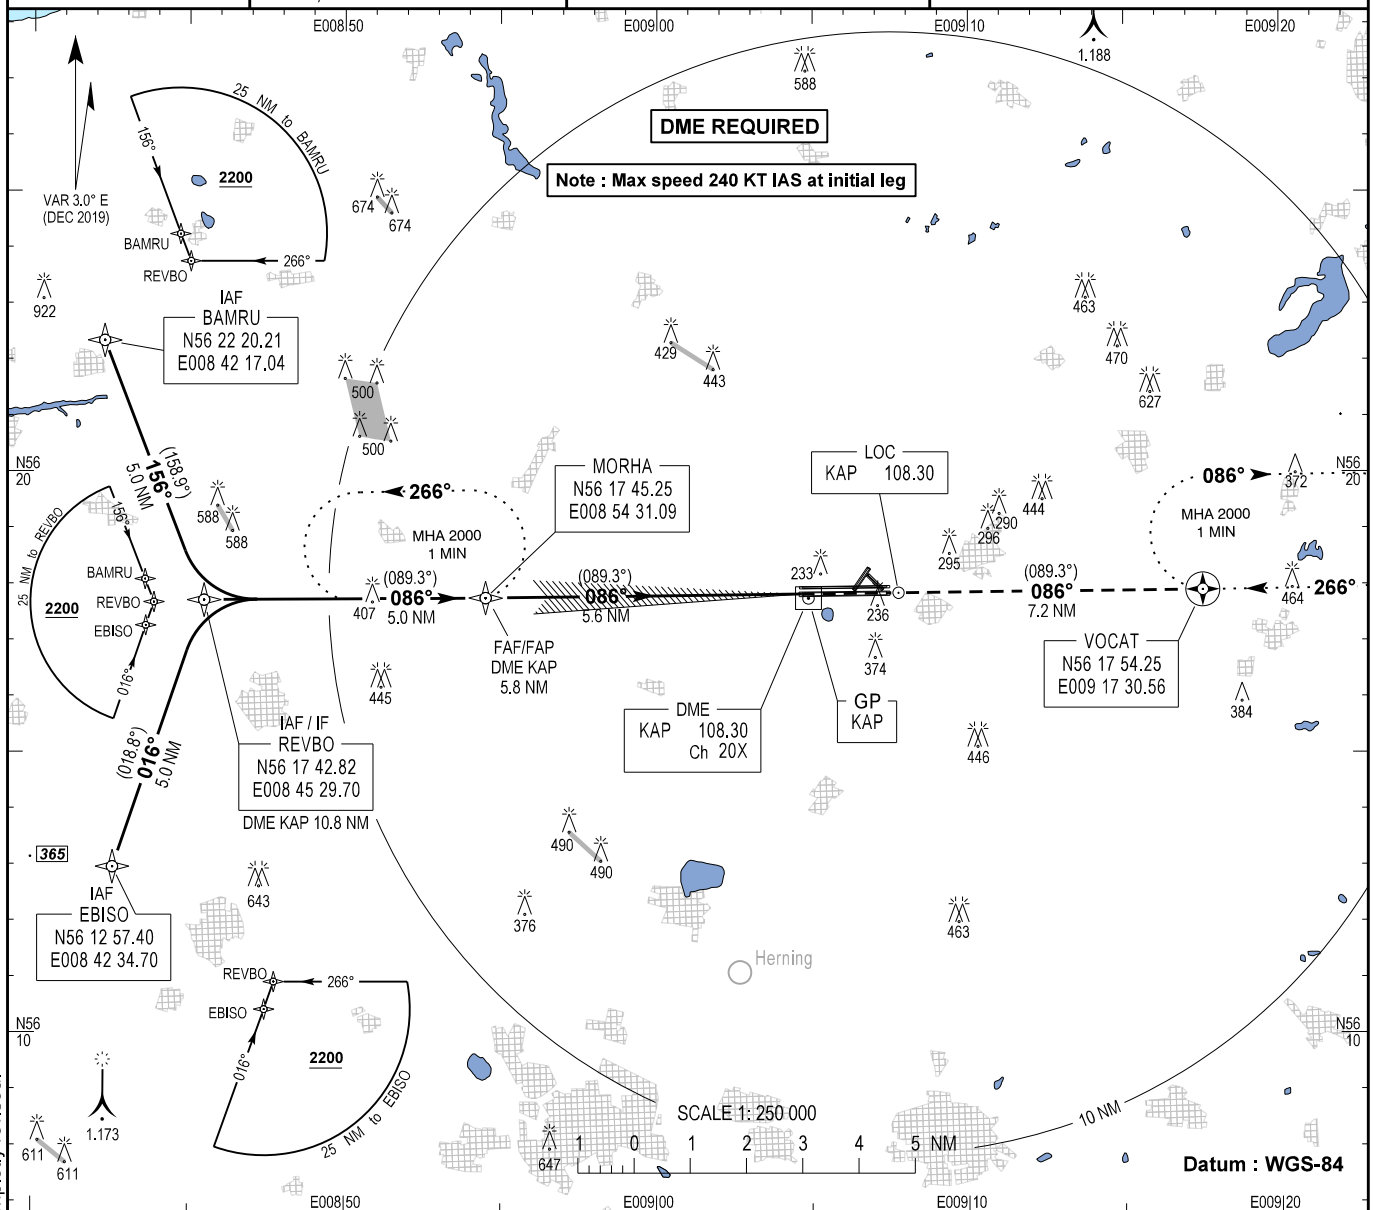 E008|50
E009|00
E009|10
E009|20
1.188
588
DME REQUIRED
Note : Max speed 240 KT IAS at initial leg
VAR 3.0° E
(DEC 2019)
25 NM to BAMRU
156°
2200
BAMRU
REVBO
266°
674
674
922
IAF
BAMRU
N56 22 20.21
E008 42 17.04
463
470
627
429
443
500
500
N56
20
N56
20
(158.9°)
156°
5.0 NM
588
588
266°
MHA 2000
1 MIN
MORHA
N56 17 45.25
E008 54 31.09
LOC
KAP 108.30
444
290
296
295
086°
372
MHA 2000
1 MIN
25 NM to REVBO
156°
BAMRU
REVBO
EBISO
2200
016°
407
(089.3°)
086°
5.0 NM
(089.3°)
086°
5.6 NM
233
236
(089.3°)
086°
7.2 NM
464
266°
FAF/FAP
DME KAP
5.8 NM
374
VOCAT
N56 17 54.25
E009 17 30.56
384
445
DME
KAP 108.30
Ch 20X
GP
KAP
446
IAF / IF
REVBO
N56 17 42.82
E008 45 29.70
DME KAP 10.8 NM
(018.8°)
016°
5.0 NM
365
IAF
EBISO
N56 12 57.40
E008 42 34.70
643
490
490
376
463
Herning
REVBO
266°
EBISO
016°
2200
25 NM to EBISO
N56
10
N56
10
1.173
611
611
647
SCALE 1: 250 000
1 0 1 2 3 4 5 NM
10 NM
Datum : WGS-84
E008|50
E009|00
E009|10
E009|20